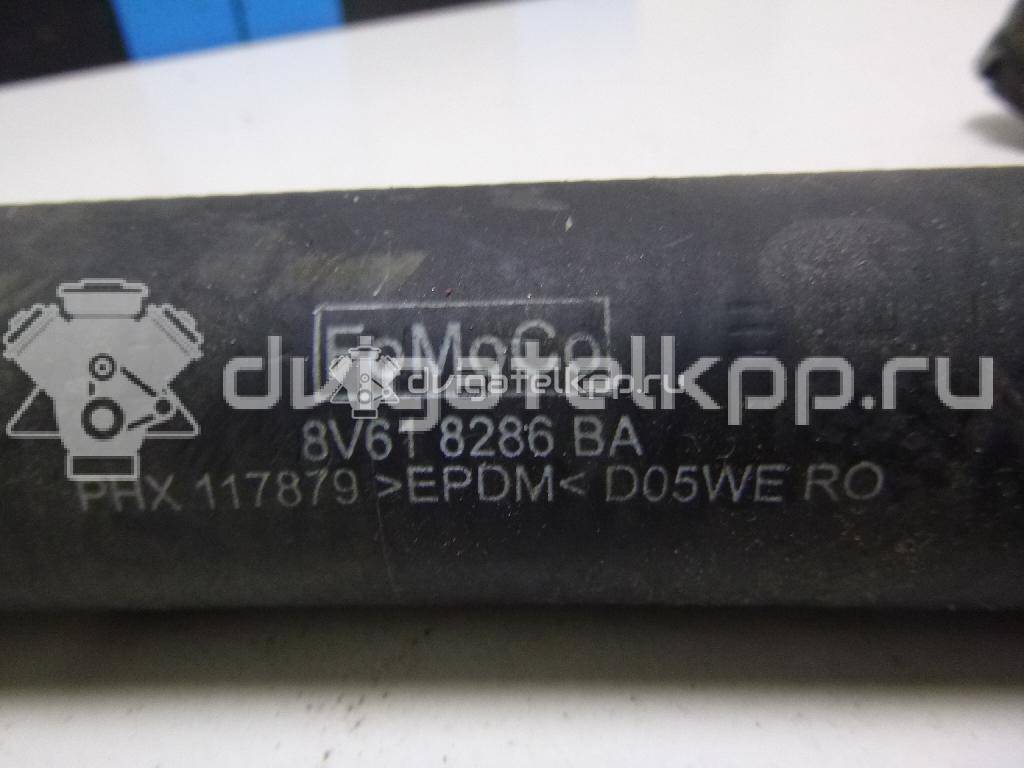 FoMoCo
dvigatelkpp.ru
dvigatelkpp.ru
8V61 8286 BA
PHX 117879 >EPDM< D05WE RO